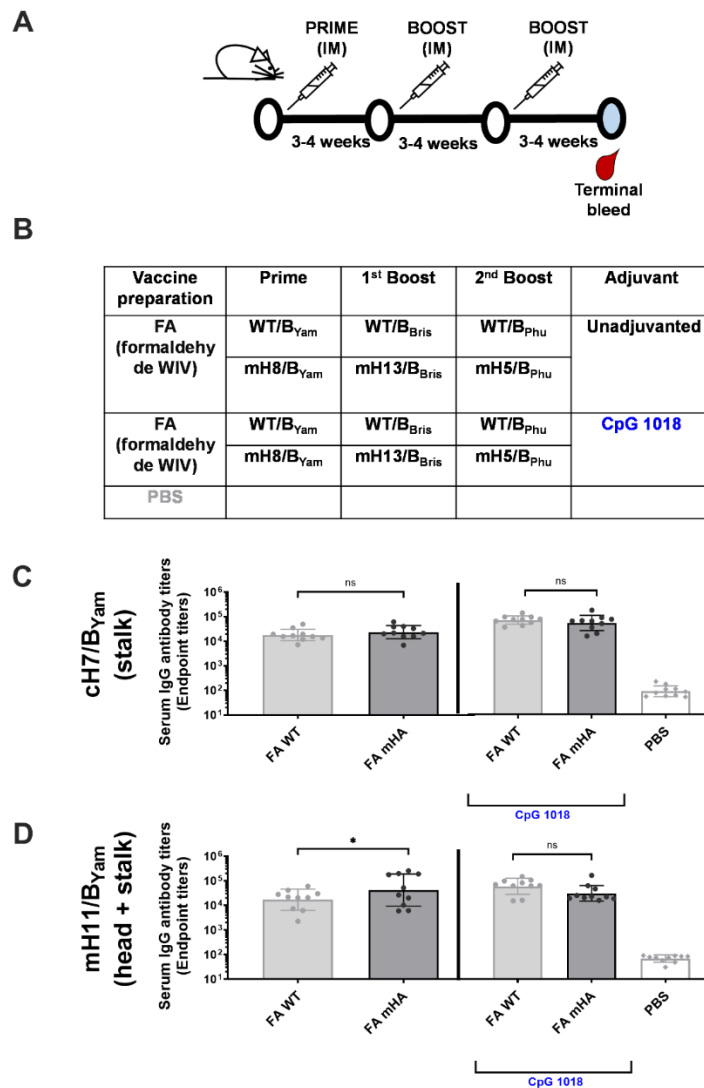 A
PRIME BOOST BOOST
(IM) (IM) (IM)
3-4 weeks 3-4 weeks 3-4 weeks
Terminal
bleed
B
Vaccine preparation Prime 1st Boost 2nd Boost Adjuvant
FA (formaldehy de WIV) WT/BYam WT/BBris WT/BPhu Unadjuvanted
mH8/BYam mH13/BBris mH5/BPhu
FA (formaldehy de WIV) WT/BYam WT/BBris WT/BPhu CpG 1018
mH8/BYam mH13/BBris mH5/BPhu
PBS
C
cH7/BYam
(stalk)
Serum IgG antibody titers
(Endpoint titers)
10^6
10^5
10^4
10^3
10^2
10^1
ns ns
FA WT FA mHA FA WT FA mHA PBS
CpG 1018
D
mH11/BYam
(head + stalk)
Serum IgG antibody titers
(Endpoint titers)
10^6
10^5
10^4
10^3
10^2
10^1
* ns
FA WT FA mHA FA WT FA mHA PBS
CpG 1018